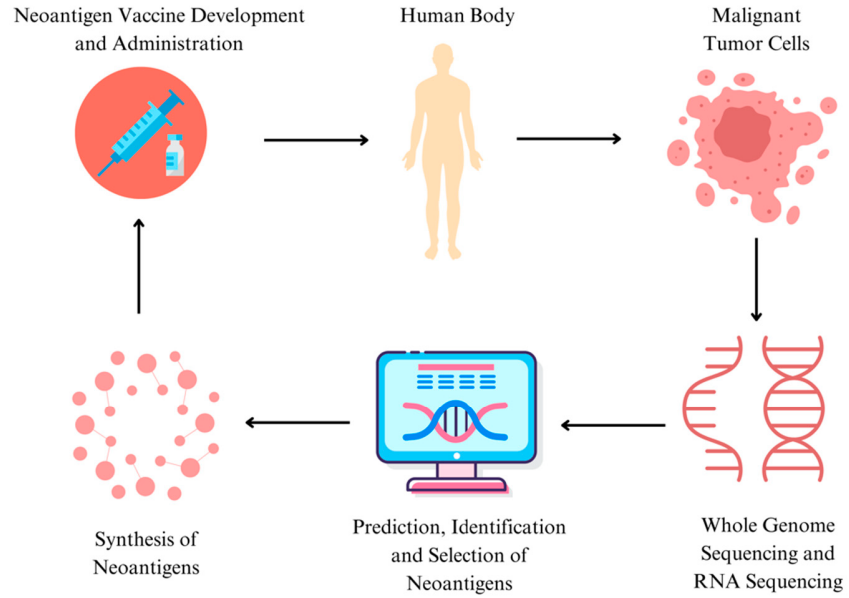 Neoantigen Vaccine Development
and Administration
Human Body
Malignant
Tumor Cells
Synthesis of
Neoantigens
Prediction, Identification
and Selection of
Neoantigens
Whole Genome
Sequencing and
RNA Sequencing